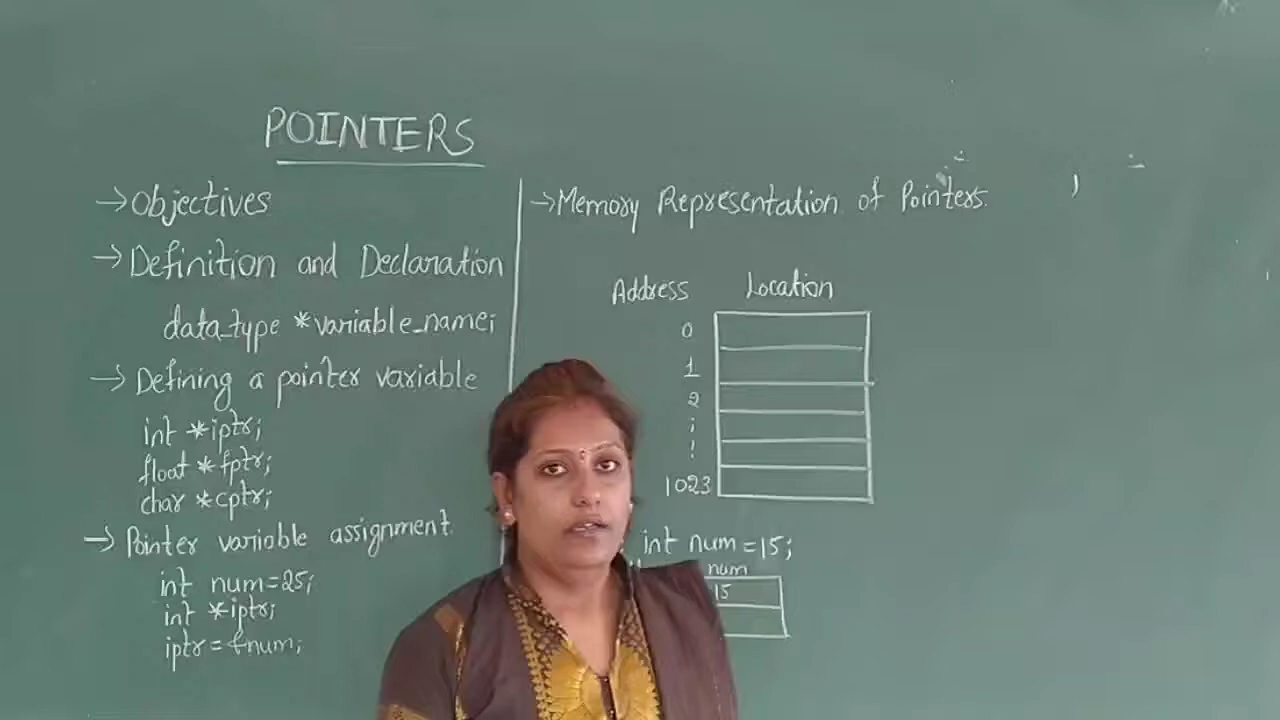 POINTERS
→ Objectives
→ Definition and Declaration
data_type *variable_name;
→ Defining a pointer variable
int *iptr;
float *fptr;
char *cptr;
→ Pointer variable assignment.
int num=25;
int *iptr;
iptr=&num;
→ Memory Representation of Pointers.
Address Location
0
1
2
1023
int num=15;
num
15